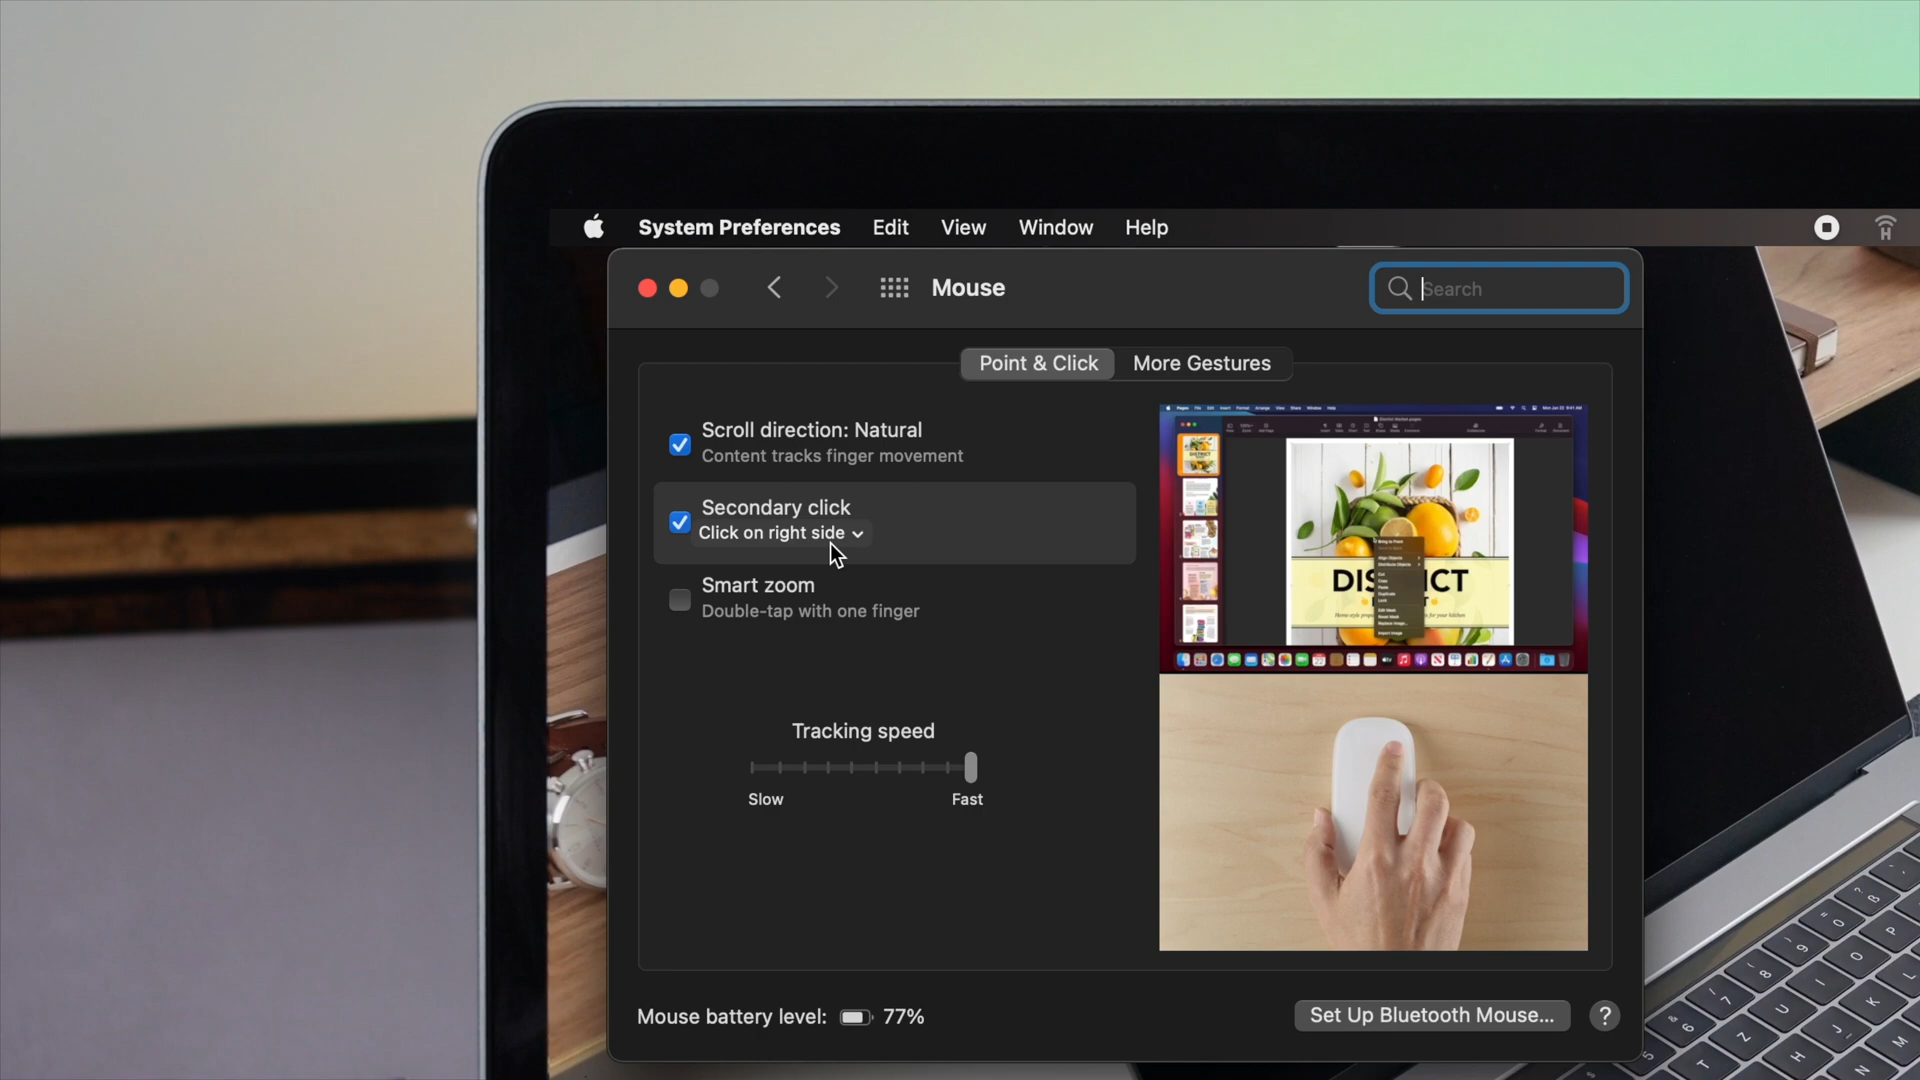 System Preferences Edit View Window Help
Mouse
Search
Point & Click More Gestures
Scroll direction: Natural
Content tracks finger movement
Secondary click
Click on right side
Smart zoom
Double-tap with one finger
Tracking speed
Slow Fast
DIS CT
Mouse battery level: 77%
Set Up Bluetooth Mouse... ?